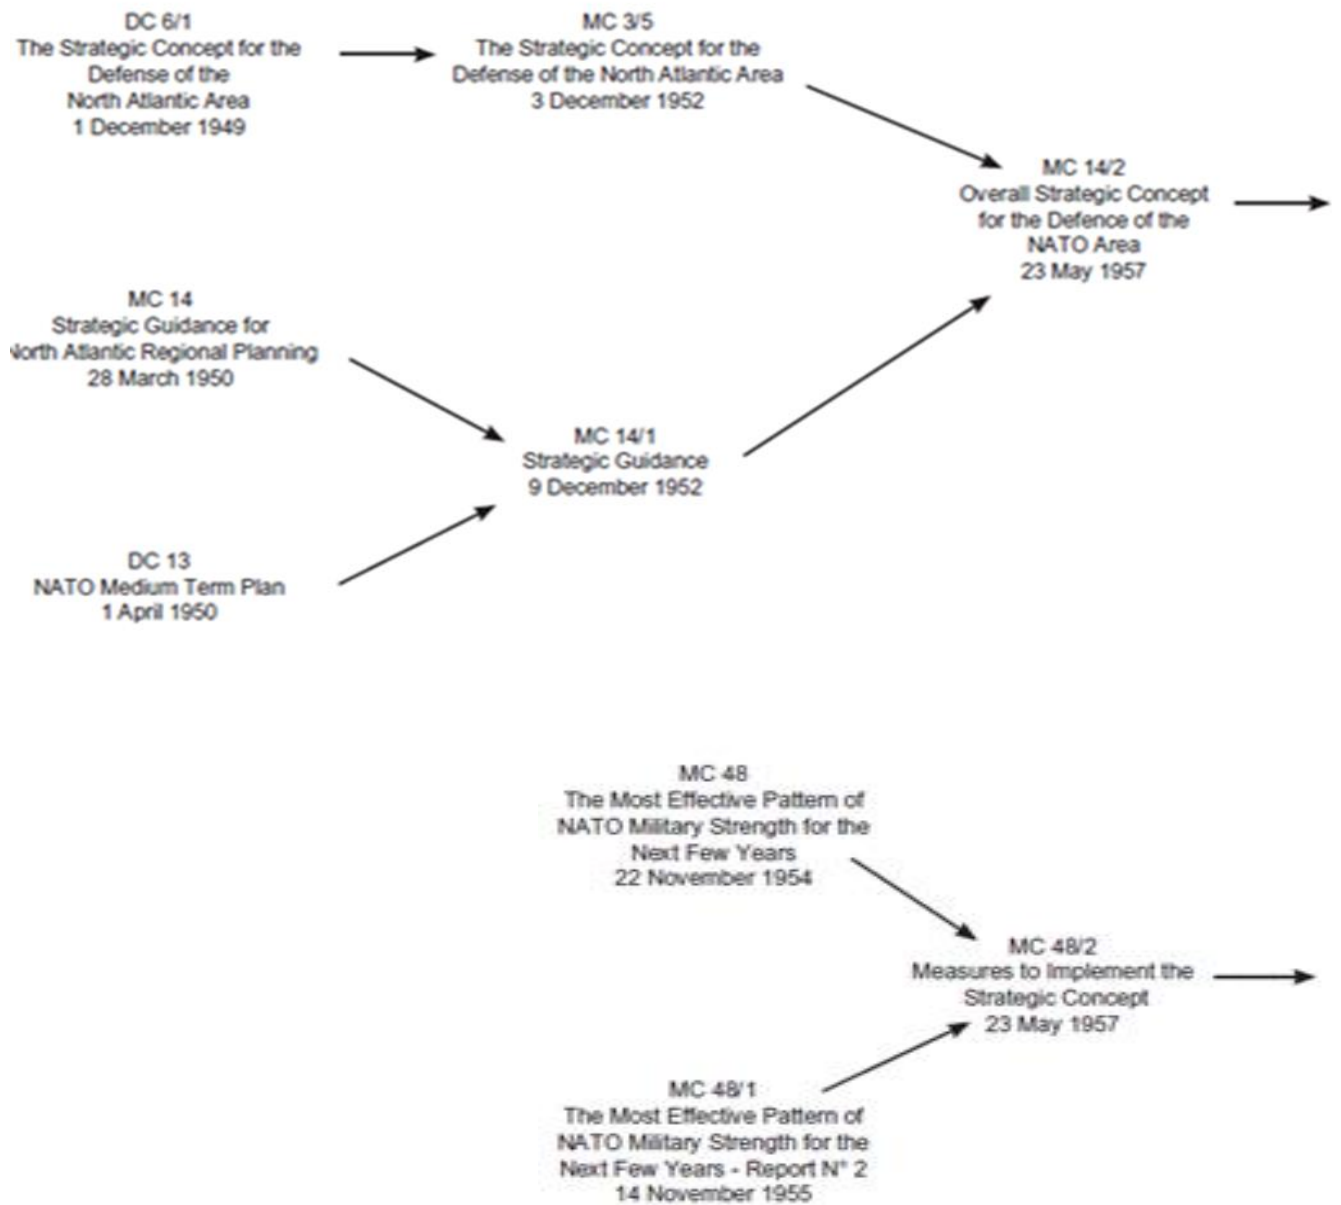 DC 6/1
The Strategic Concept for the
Defense of the
North Atlantic Area
1 December 1949
MC 3/5
The Strategic Concept for the
Defense of the North Atlantic Area
3 December 1952
MC 14/2
Overall Strategic Concept
for the Defence of the
NATO Area
23 May 1957
MC 14
Strategic Guidance for
North Atlantic Regional Planning
28 March 1950
MC 14/1
Strategic Guidance
9 December 1952
DC 13
NATO Medium Term Plan
1 April 1950
MC 48
The Most Effective Pattern of
NATO Military Strength for the
Next Few Years
22 November 1954
MC 48/2
Measures to Implement the
Strategic Concept
23 May 1957
MC 48/1
The Most Effective Pattern of
NATO Military Strength for the
Next Few Years - Report N° 2
14 November 1955